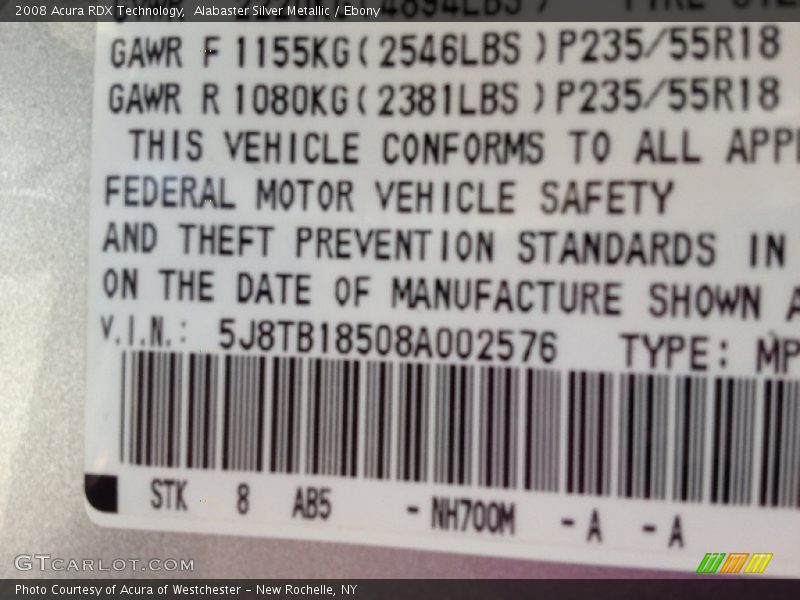 2008 Acura RDX Technology, Alabaster Silver Metallic / Ebony
GAWR F 1155KG(2546LBS)P235/55R18
GAWR R 1080KG(2381LBS)P235/55R18
THIS VEHICLE CONFORMS TO ALL APPL
FEDERAL MOTOR VEHICLE SAFETY
AND THEFT PREVENTION STANDARDS IN
ON THE DATE OF MANUFACTURE SHOWN A
V.I.N.: 5J8TB18508A002576 TYPE: MP
STK 8 AB5 -NH700M -A -A
GTCARLOT.COM
Photo Courtesy of Acura of Westchester - New Rochelle, NY